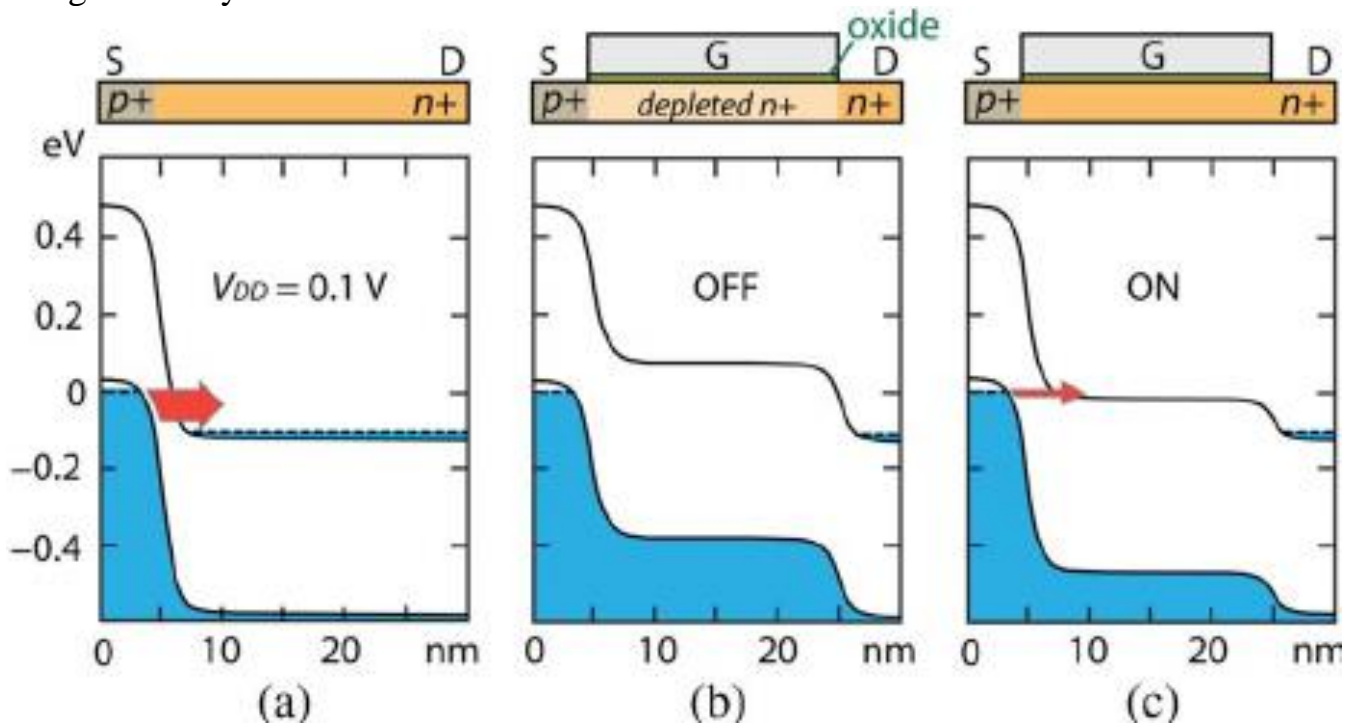 oxide
S D
S G D
S G D
p+ n+
p+ depleted n+ n+
p+ n+
eV
0.4
0.2
0
−0.2
−0.4
VDD = 0.1 V
OFF
ON
0 10 20 nm
0 10 20 nm
0 10 20 nm
(a) (b) (c)